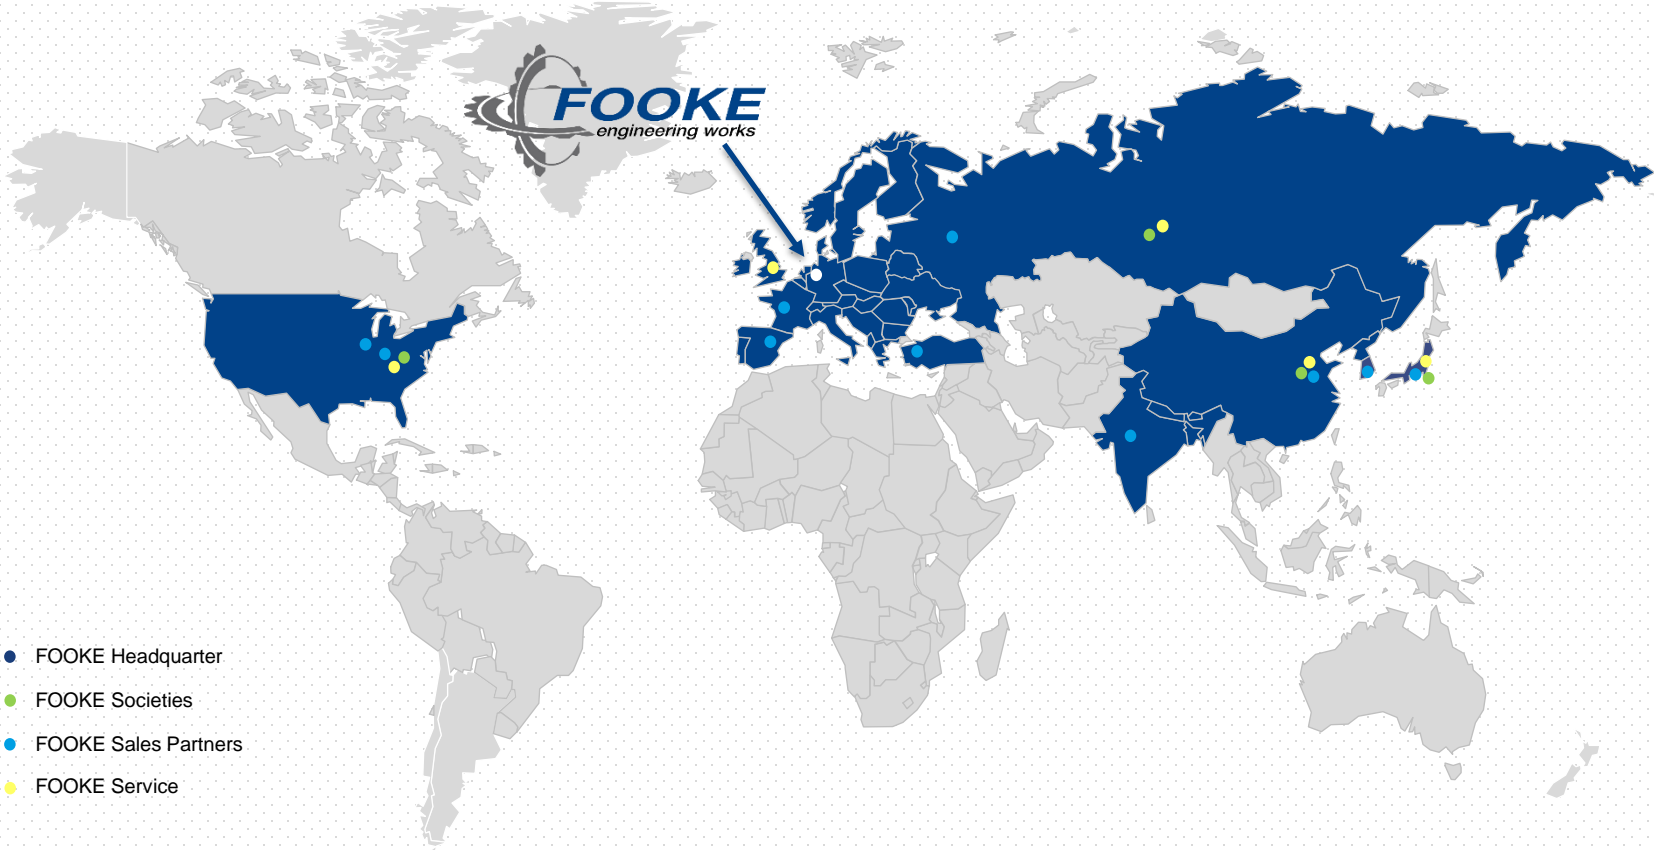 FOOKE
engineering works
FOOKE Headquarter
FOOKE Societies
FOOKE Sales Partners
FOOKE Service